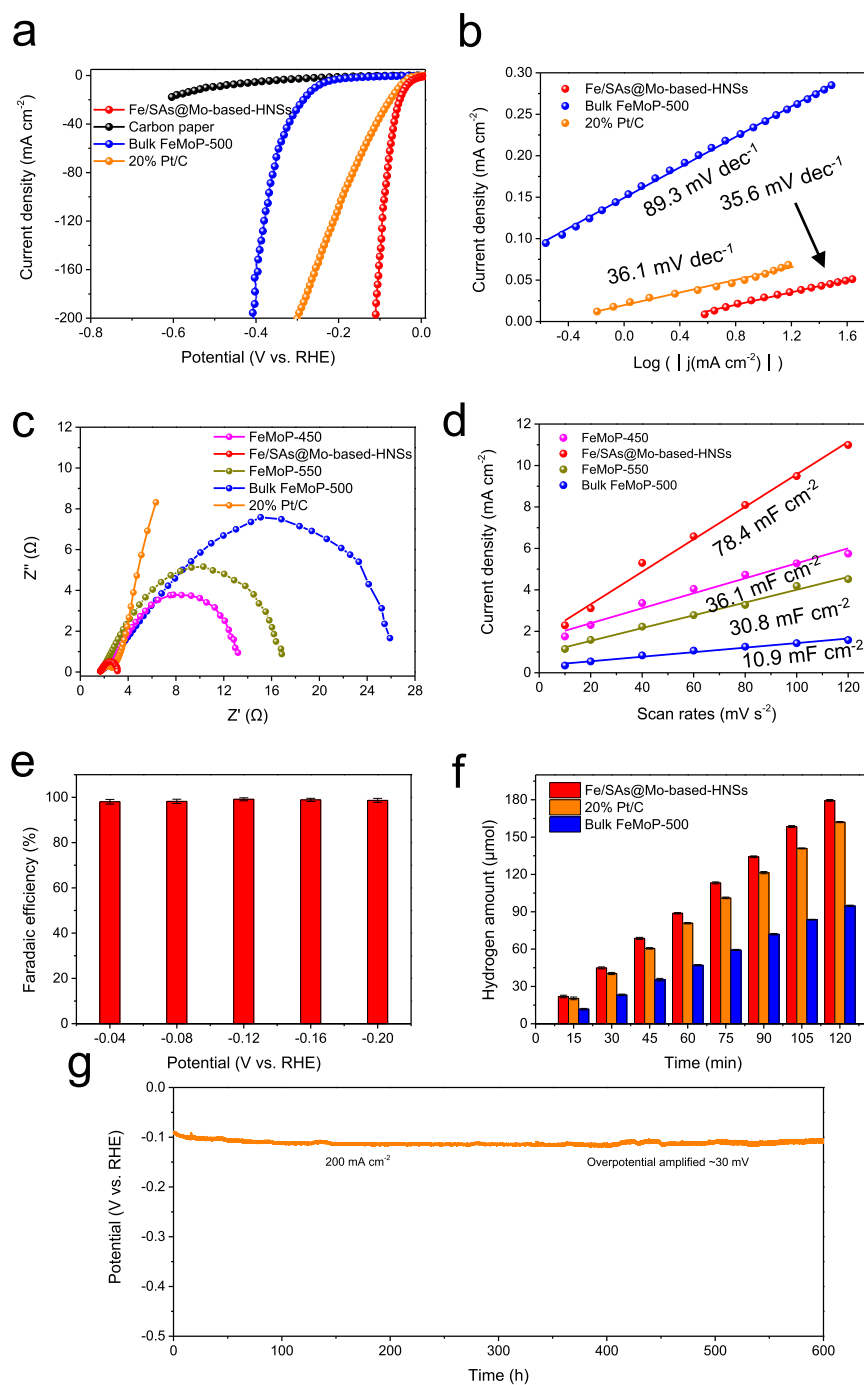 a
0
-40
-80
-120
-160
-200
Current density (mA cm⁻²)
Fe/SAs@Mo-based-HNSs
Carbon paper
Bulk FeMoP-500
20% Pt/C
-0.8
-0.6
-0.4
-0.2
0.0
Potential (V vs. RHE)
b
0.30
0.25
0.20
0.15
0.10
0.05
0.00
Current density (mA cm⁻²)
Fe/SAs@Mo-based-HNSs
Bulk FeMoP-500
20% Pt/C
89.3 mV dec⁻¹
35.6 mV dec⁻¹
36.1 mV dec⁻¹
-0.4
0.0
0.4
0.8
1.2
1.6
Log (|j(mA cm⁻²)|)
c
12
10
8
6
4
2
0
Z'' (Ω)
FeMoP-450
Fe/SAs@Mo-based-HNSs
FeMoP-550
Bulk FeMoP-500
20% Pt/C
0
4
8
12
16
20
24
28
Z' (Ω)
d
12
10
8
6
4
2
0
Current density (mA cm⁻²)
FeMoP-450
Fe/SAs@Mo-based-HNSs
FeMoP-550
Bulk FeMoP-500
78.4 mF cm⁻²
36.1 mF cm⁻²
30.8 mF cm⁻²
10.9 mF cm⁻²
0
20
40
60
80
100
120
Scan rates (mV s⁻²)
e
100
80
60
40
20
0
Faradaic efficiency (%)
-0.04
-0.08
-0.12
-0.16
-0.20
Potential (V vs. RHE)
f
180
150
120
90
60
30
0
Hydrogen amount (μmol)
Fe/SAs@Mo-based-HNSs
20% Pt/C
Bulk FeMoP-500
0
15
30
45
60
75
90
105
120
Time (min)
g
0.0
-0.1
-0.2
-0.3
-0.4
-0.5
Potential (V vs. RHE)
200 mA cm⁻²
Overpotential amplified ~30 mV
0
100
200
300
400
500
600
Time (h)